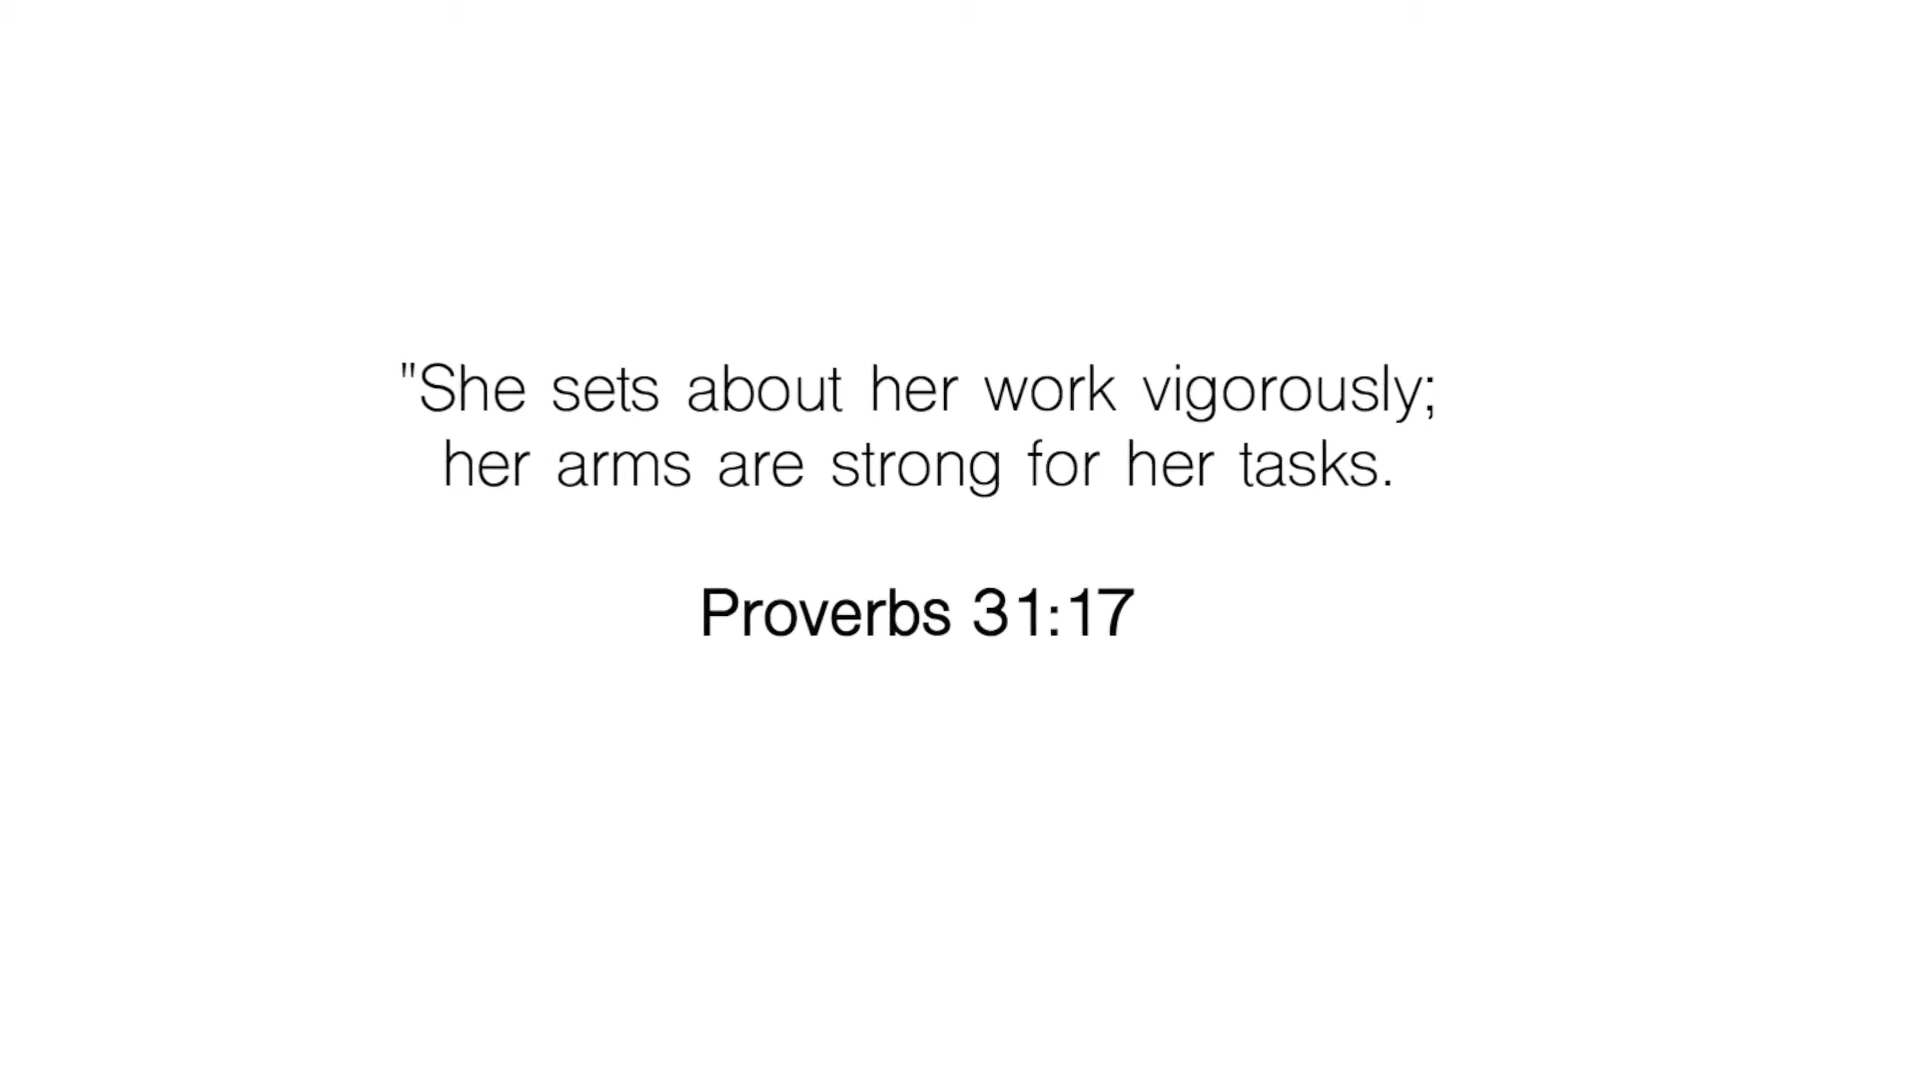 "She sets about her work vigorously;
her arms are strong for her tasks.
Proverbs 31:17